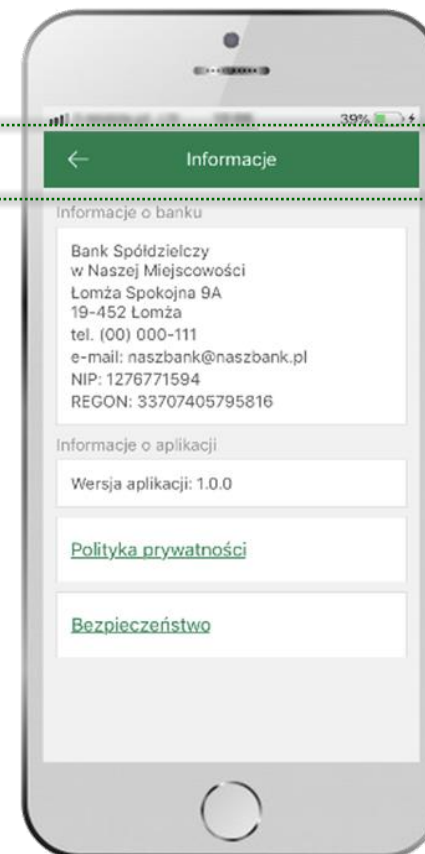 39%
Informacje
Informacje o banku
Bank Spółdzielczy
w Naszej Miejscowości
Łomża Spokojna 9A
19-452 Łomża
tel. (00) 000-111
e-mail: naszbank@naszbank.pl
NIP: 1276771594
REGON: 33707405795816
Informacje o aplikacji
Wersja aplikacji: 1.0.0
Polityka prywatności
Bezpieczeństwo